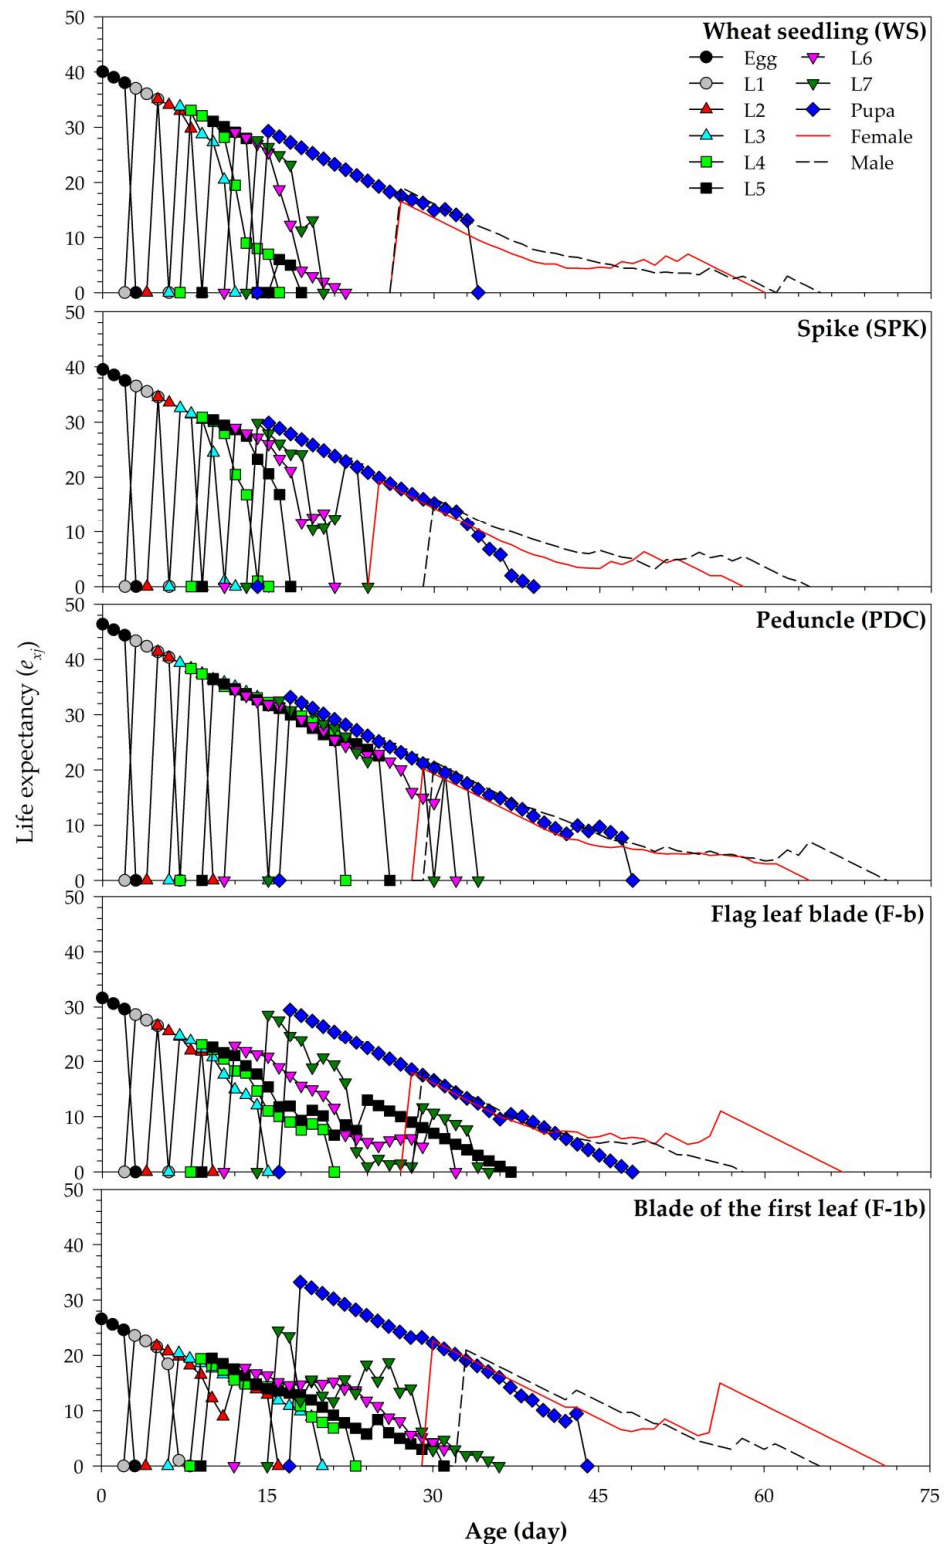 50
Wheat seedling (WS)
Egg L6
40
L1 L7
L2 Pupa
30
L3 Female
L4 Male
20
L5
10
0
50
Spike (SPK)
40
30
20
10
0
50
Peduncle (PDC)
40
30
20
10
0
Life expectancy (exj)
50
Flag leaf blade (F-b)
40
30
20
10
0
50
Blade of the first leaf (F-1b)
40
30
20
10
0
0 15 30 45 60 75
Age (day)